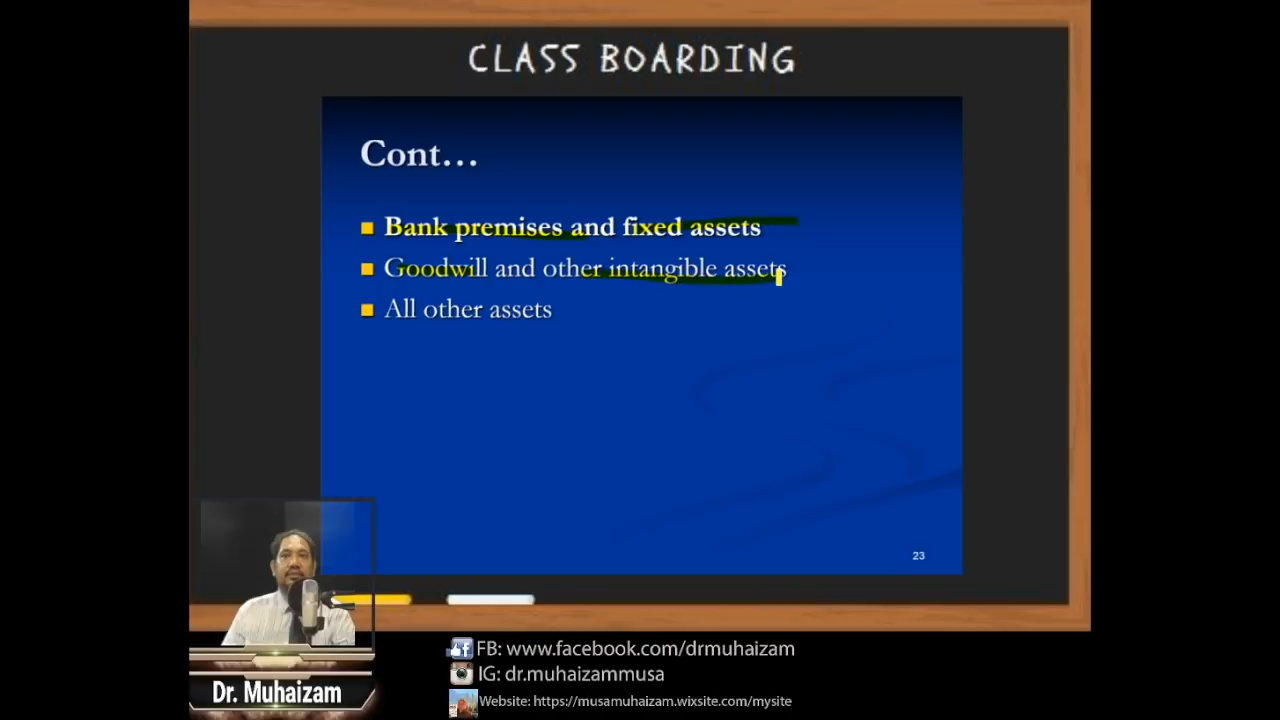 CLASS BOARDING
Cont…
Bank premises and fixed assets
Goodwill and other intangible assets
All other assets
23
Dr. Muhaizam
FB: www.facebook.com/drmuhaizam
IG: dr.muhaizammusa
Website: https://musamuhaizam.wixsite.com/mysite